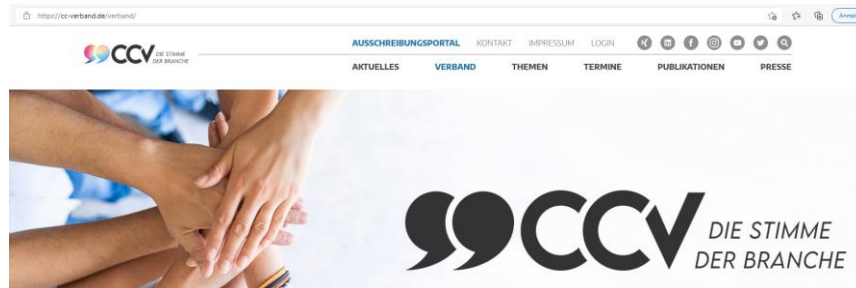 https://cc-verband.de/verband/
Anmel
CCV DIE STIMME
DER BRANCHE
AUSSCHREIBUNGSPORTAL KONTAKT IMPRESSUM LOGIN
AKTUELLES VERBAND THEMEN TERMINE PUBLIKATIONEN PRESSE
CCV DIE STIMME
DER BRANCHE